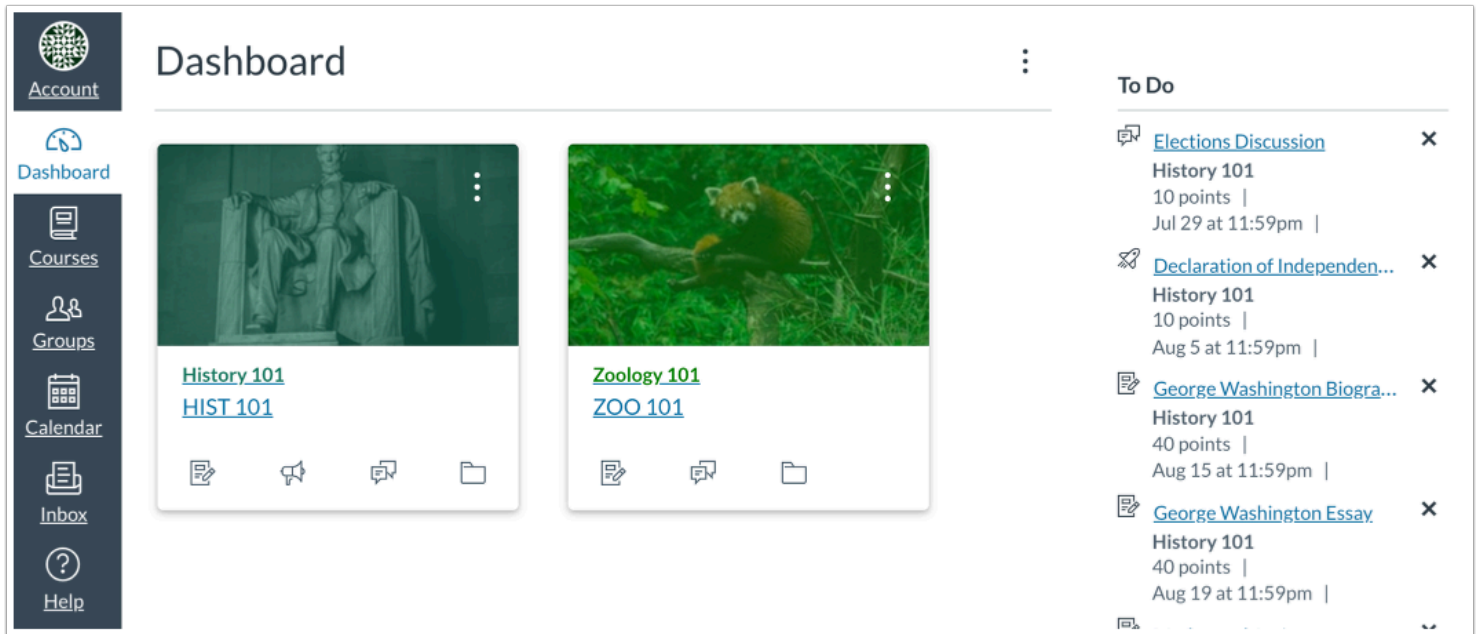 Account
Dashboard
Courses
Groups
Calendar
Inbox
Help
Dashboard
History 101
HIST 101
Zoology 101
ZOO 101
To Do
Elections Discussion
History 101
10 points |
Jul 29 at 11:59pm |
Declaration of Independen...
History 101
10 points |
Aug 5 at 11:59pm |
George Washington Biogra...
History 101
40 points |
Aug 15 at 11:59pm |
George Washington Essay
History 101
40 points |
Aug 19 at 11:59pm |